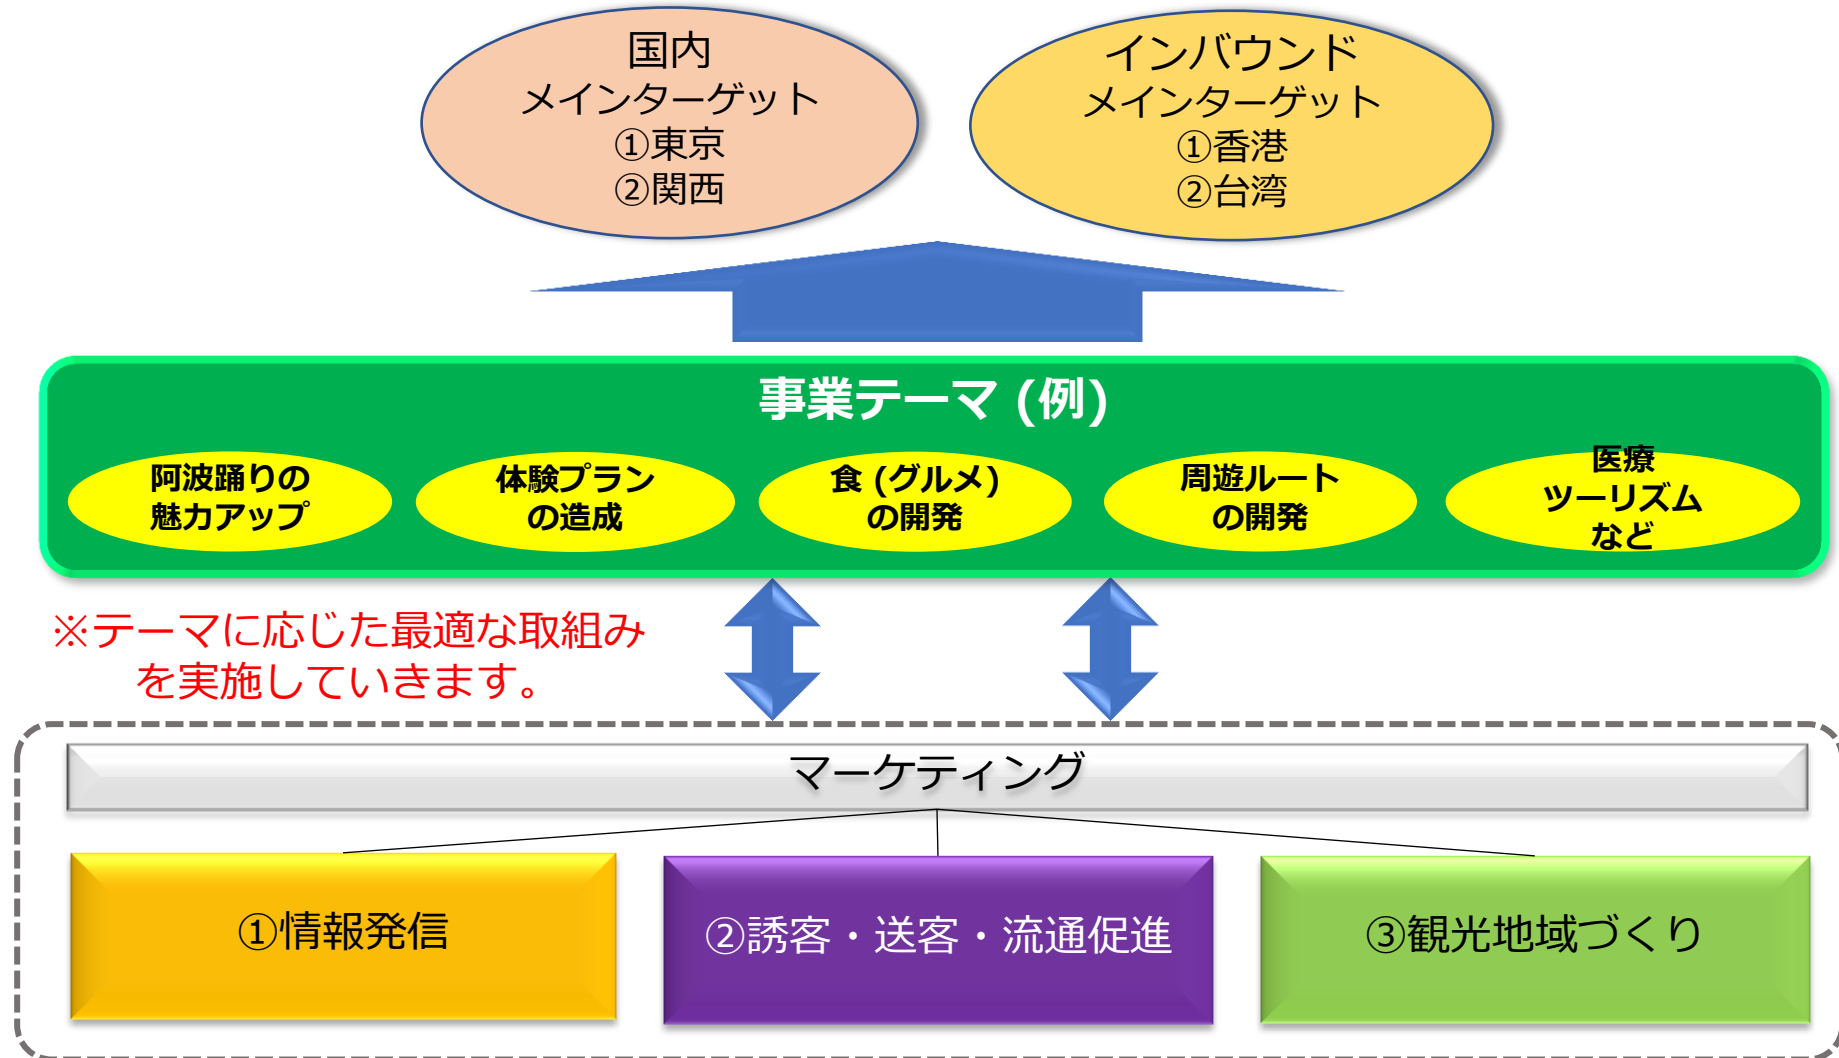 国内
メインターゲット
①東京
②関西
インバウンド
メインターゲット
①香港
②台湾
事業テーマ (例)
阿波踊りの
魅力アップ
体験プラン
の造成
食 (グルメ)
の開発
周遊ルート
の開発
医療
ツーリズム
など
※テーマに応じた最適な取組み
を実施していきます。
マーケティング
①情報発信
②誘客・送客・流通促進
③観光地域づくり